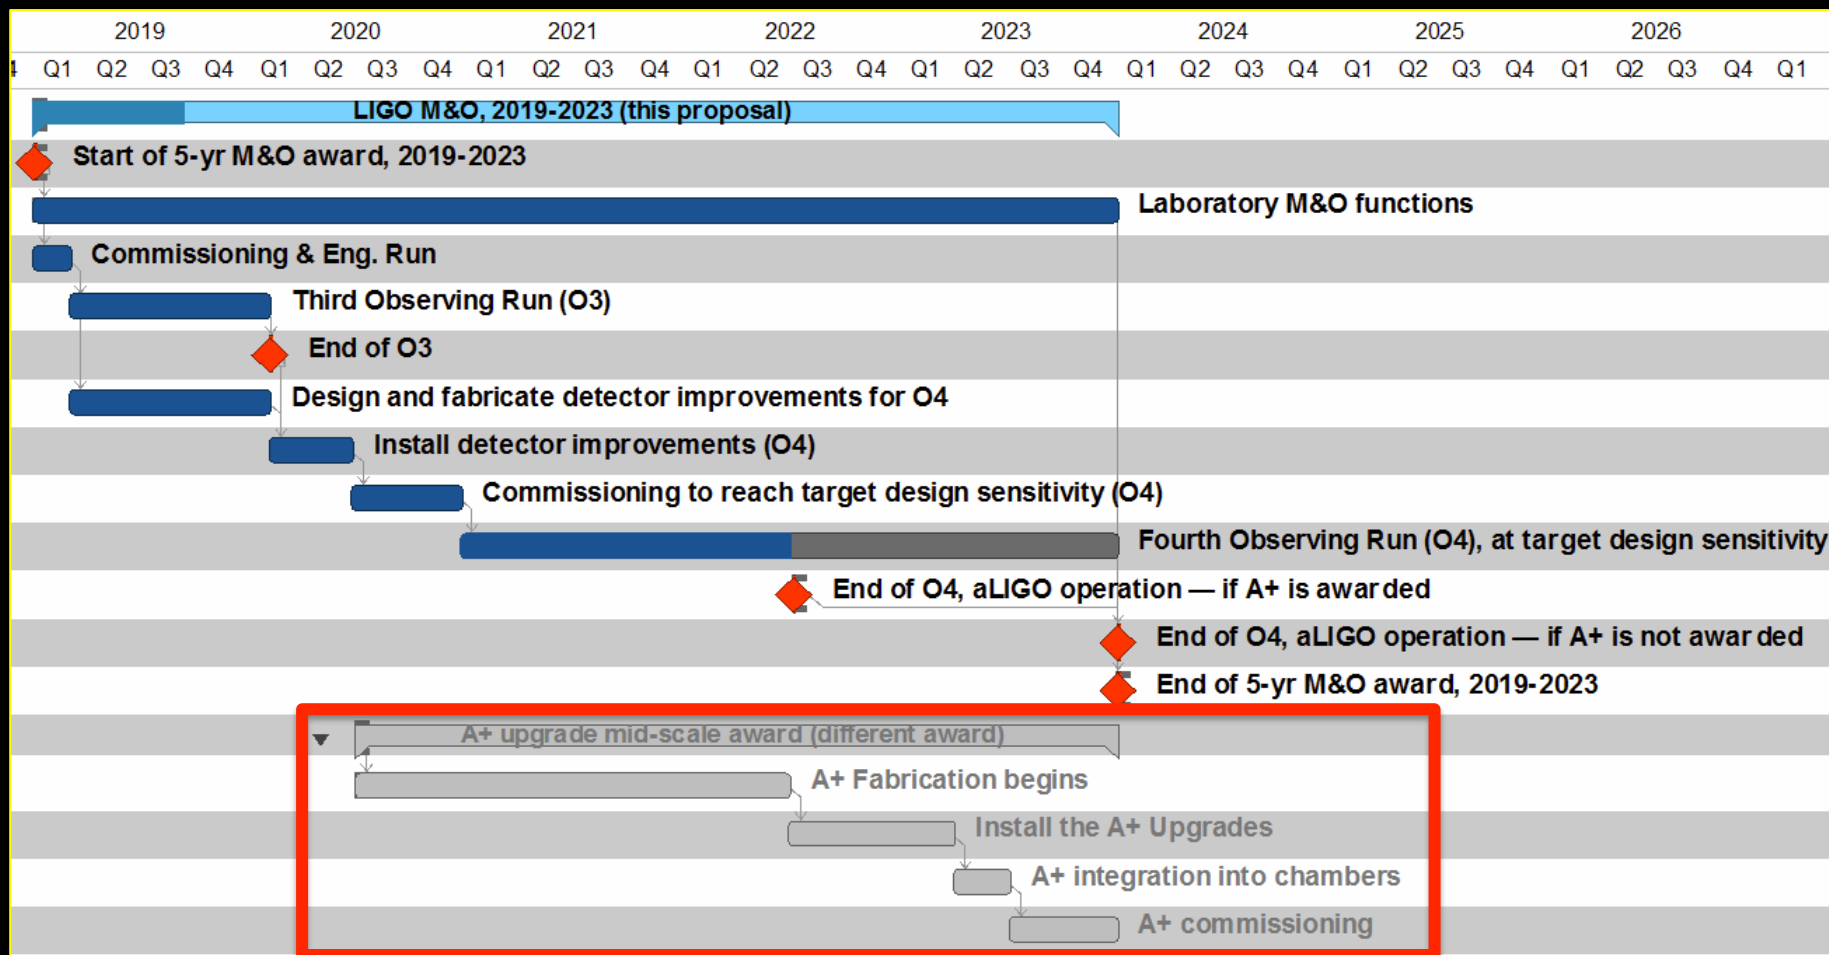 2019 2020 2021 2022 2023 2024 2025 2026
4 Q1 Q2 Q3 Q4 Q1 Q2 Q3 Q4 Q1 Q2 Q3 Q4 Q1 Q2 Q3 Q4 Q1 Q2 Q3 Q4 Q1 Q2 Q3 Q4 Q1 Q2 Q3 Q4 Q1 Q2 Q3 Q4 Q1
LIGO M&O, 2019-2023 (this proposal)
Start of 5-yr M&O award, 2019-2023
Laboratory M&O functions
Commissioning & Eng. Run
Third Observing Run (O3)
End of O3
Design and fabricate detector improvements for O4
Install detector improvements (O4)
Commissioning to reach target design sensitivity (O4)
Fourth Observing Run (O4), at target design sensitivity
End of O4, aLIGO operation — if A+ is awarded
End of O4, aLIGO operation — if A+ is not awarded
End of 5-yr M&O award, 2019-2023
A+ upgrade mid-scale award (different award)
A+ Fabrication begins
Install the A+ Upgrades
A+ integration into chambers
A+ commissioning